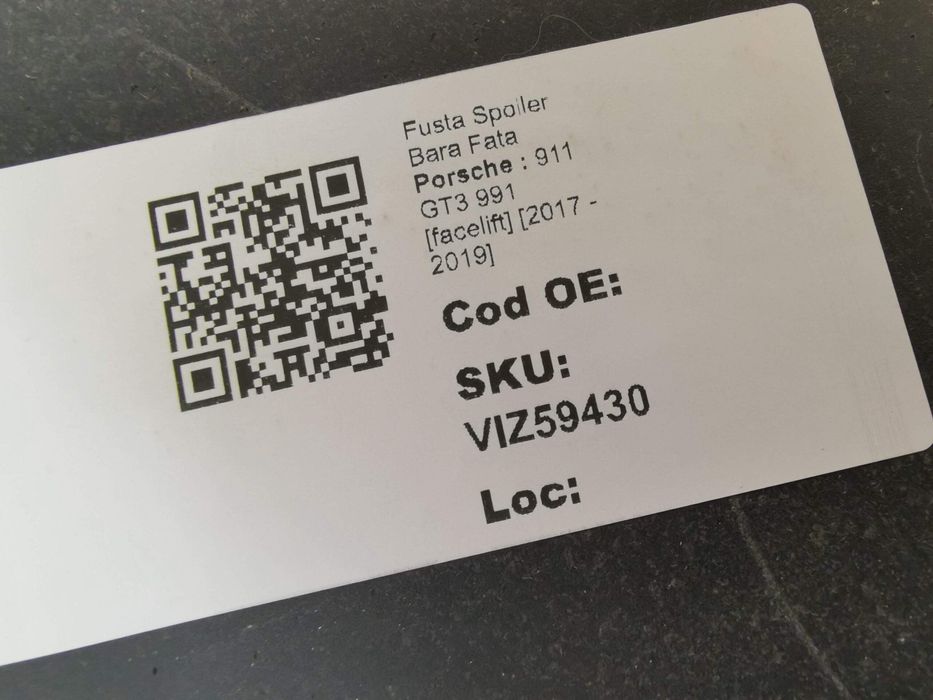 Fusta Spoiler
Bara Fata
Porsche : 911
GT3 991
[facelift] [2017 -
2019]
Cod OE:
SKU:
VIZ59430
Loc: